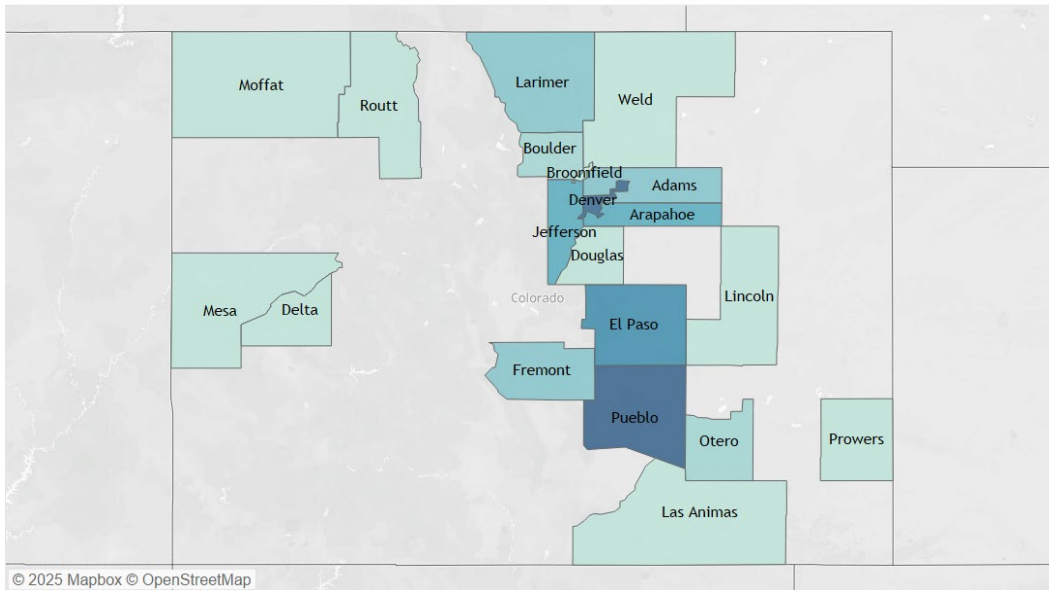 Larimer
Moffat
Weld
Routt
Boulder
Broomfield
Adams
Denver
Arapahoe
Jefferson
Douglas
Colorado
Lincoln
Mesa
Delta
El Paso
Fremont
Pueblo
Otero
Prowers
Las Animas
© 2025 Mapbox © OpenStreetMap